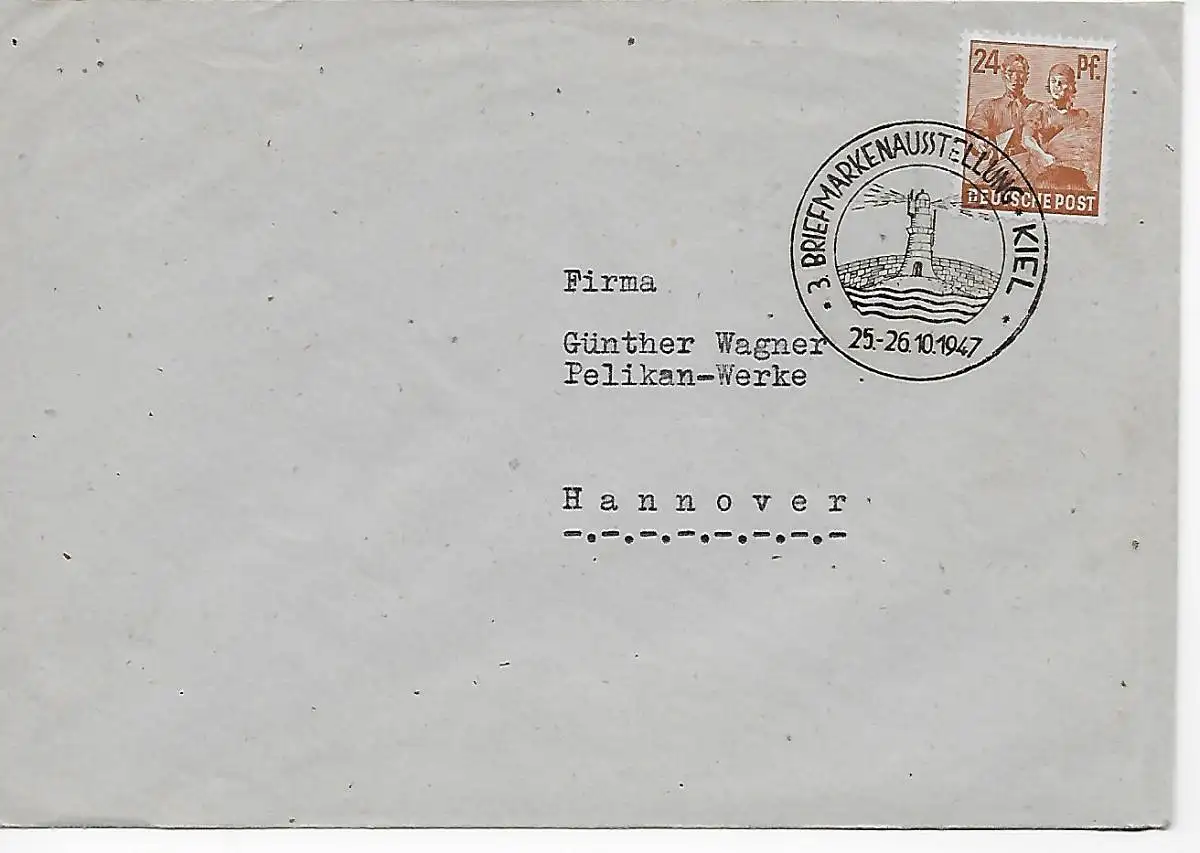 24 Pf.
DEUTSCHE POST
3. BRIEFMARKENAUSSTELLUNG * KIEL *
25.-26.10.1947
Firma
Günther Wagner
Pelikan-Werke
Hannover